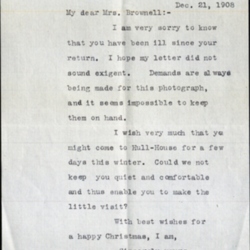 Dec. 21, 1908
My dear Mrs. Brownell:-
I am very sorry to know
that you have been ill since your
return. I hope my letter did not
sound exigent. Demands are always
being made for this photograph,
and it seems impossible to keep
them on hand.
I wish very much that yo
might come to Hull-House for a few
days this winter. Could we not
keep you quiet and comfortable
and thus enable you to make the
little visit?
With best wishes for
a happy Christmas, I am,